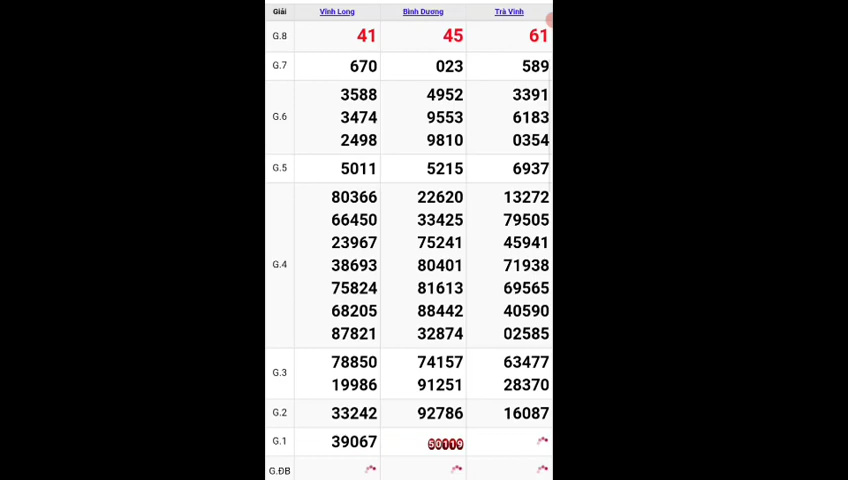 Giải Vĩnh Long Bình Dương Trà Vinh
G.8 41 45 61
G.7 670 023 589
3588 4952 3391
G.6 3474 9553 6183
2498 9810 0354
G.5 5011 5215 6937
80366 22620 13272
66450 33425 79505
23967 75241 45941
G.4 38693 80401 71938
75824 81613 69565
68205 88442 40590
87821 32874 02585
G.3 78850 74157 63477
19986 91251 28370
G.2 33242 92786 16087
G.1 39067 50119
G.ĐB